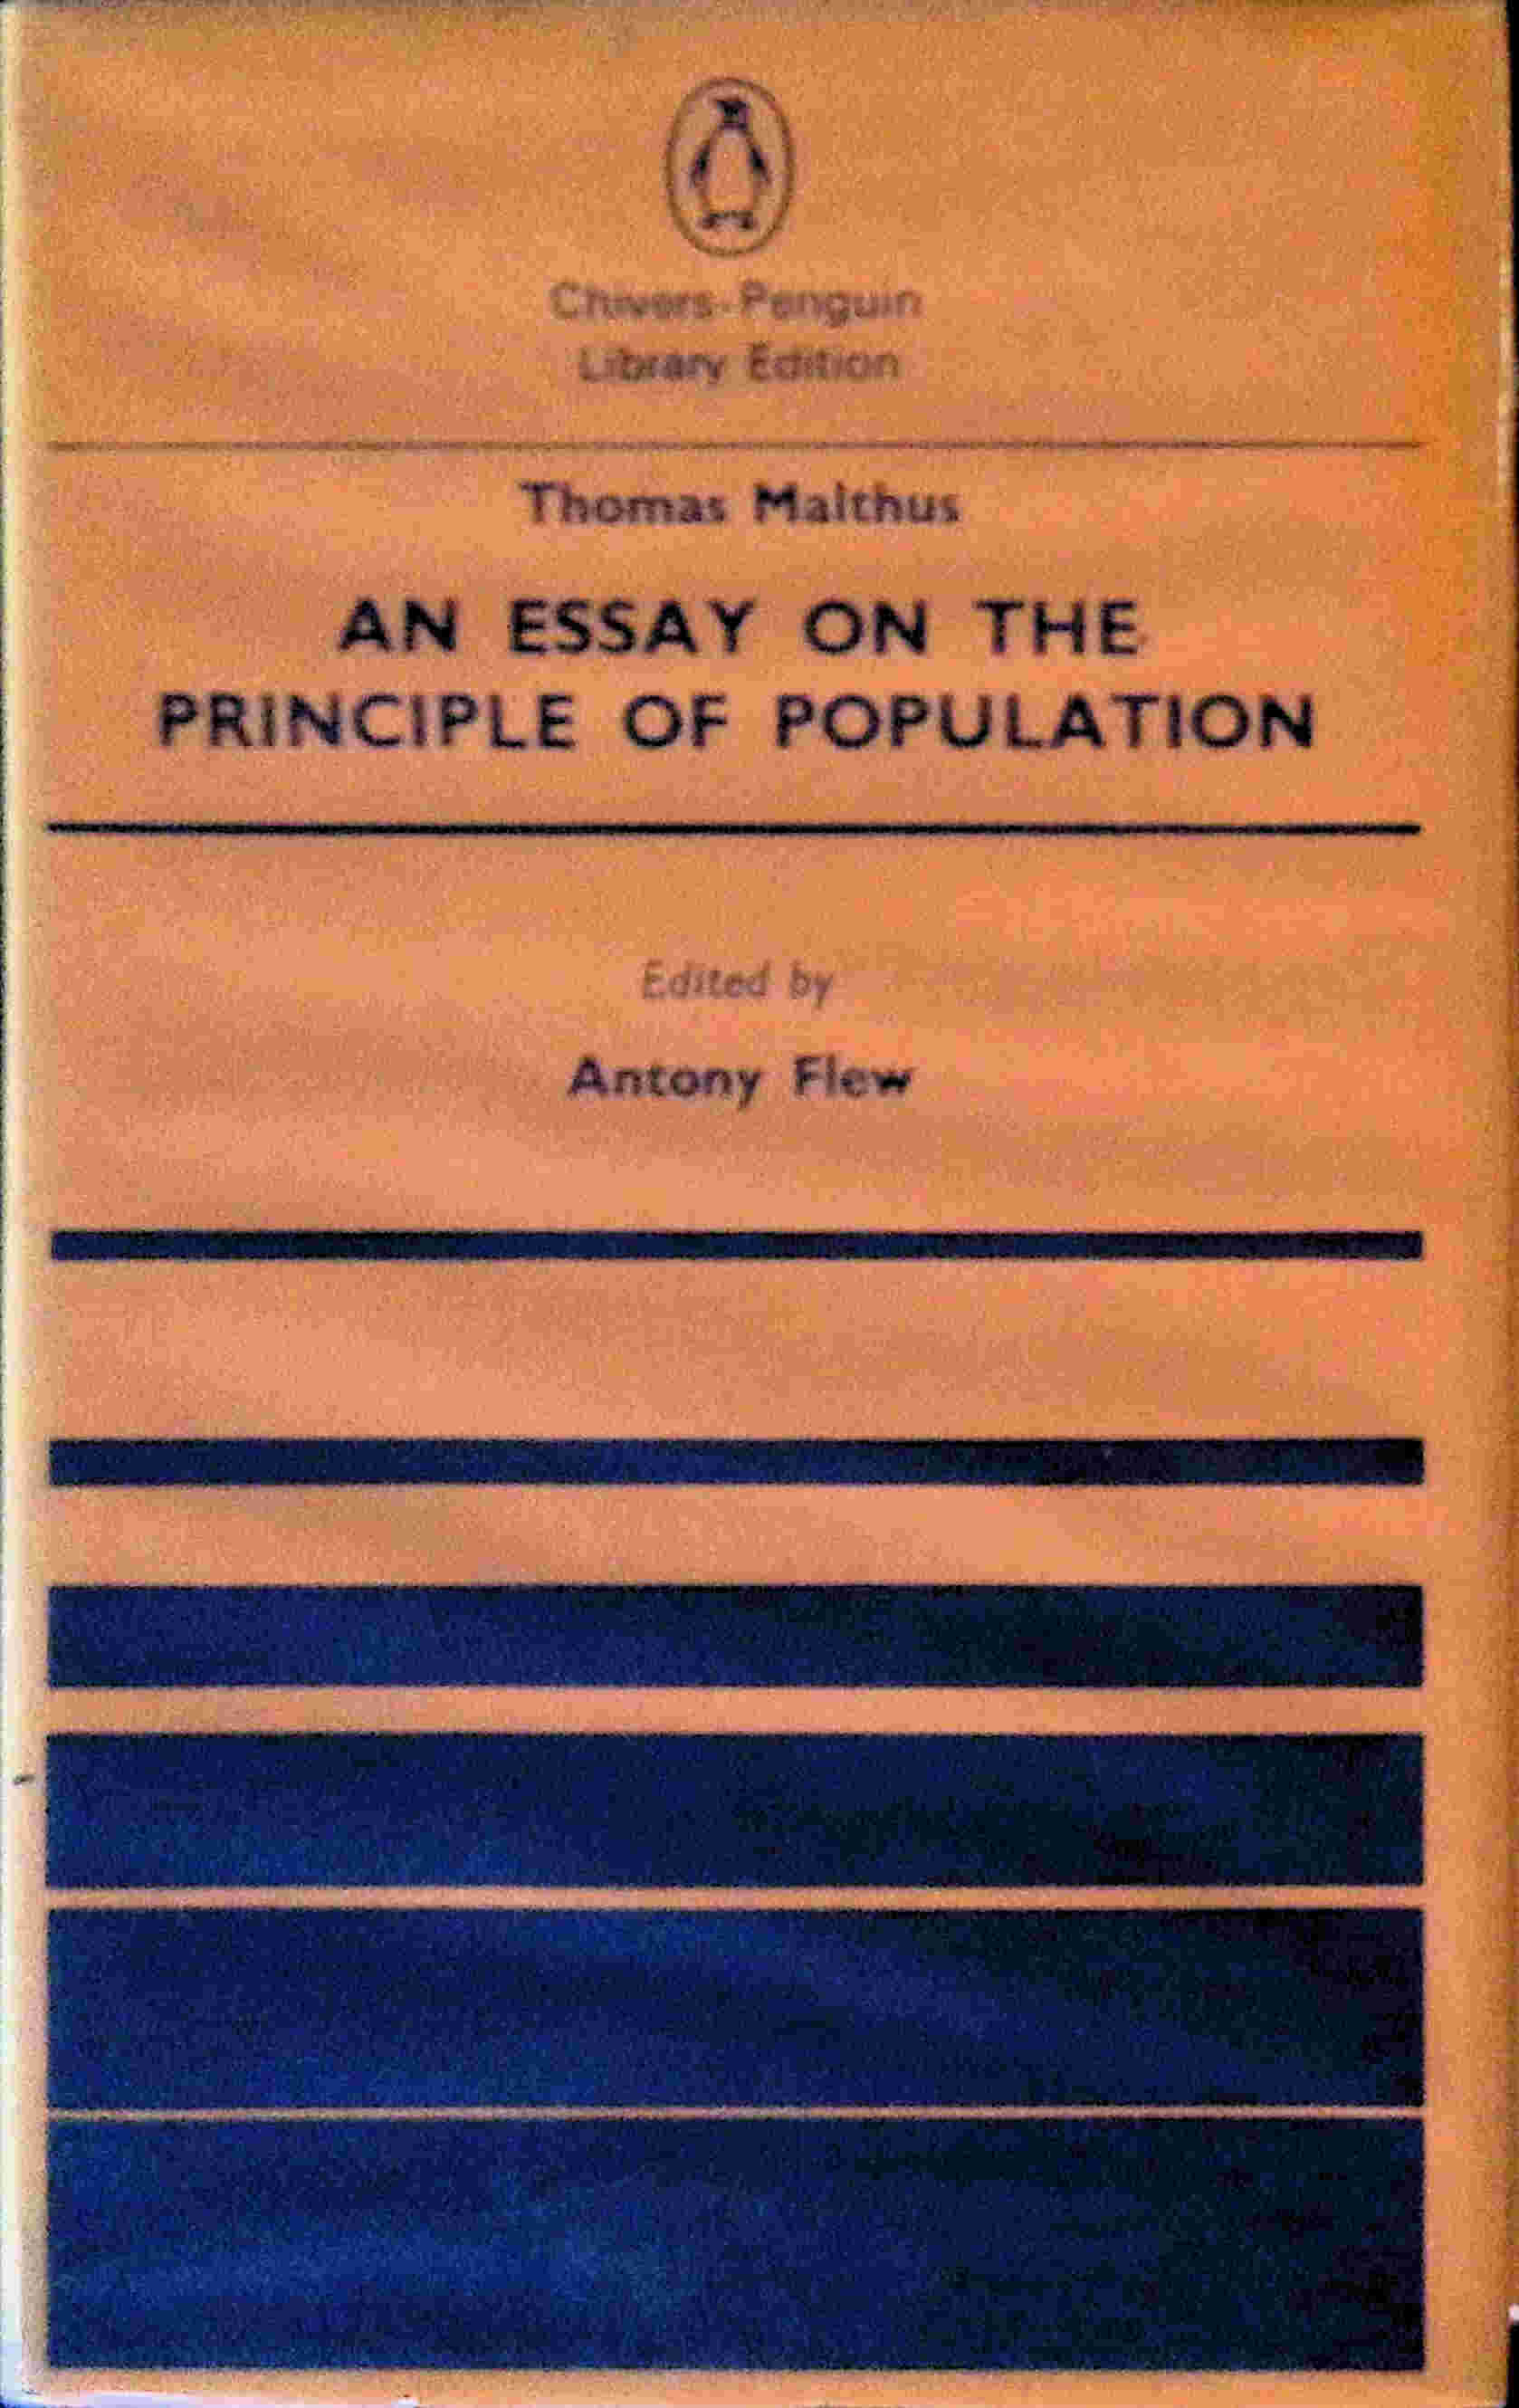 Chivers-Penguin
Library Edition
Thomas Malthus
AN ESSAY ON THE
PRINCIPLE OF POPULATION
Edited by
Antony Flew